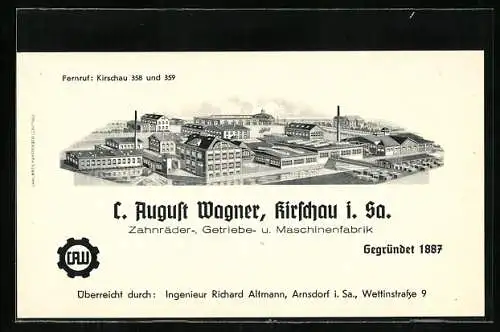 Fernruf: Kirschau 358 und 359
C. August Wagner, Kirschau i. Sa.
Zahnräder-, Getriebe- u. Maschinenfabrik
Gegründet 1887
CAW
Überreicht durch: Ingenieur Richard Altmann, Arnsdorf i. Sa., Wettinstraße 9